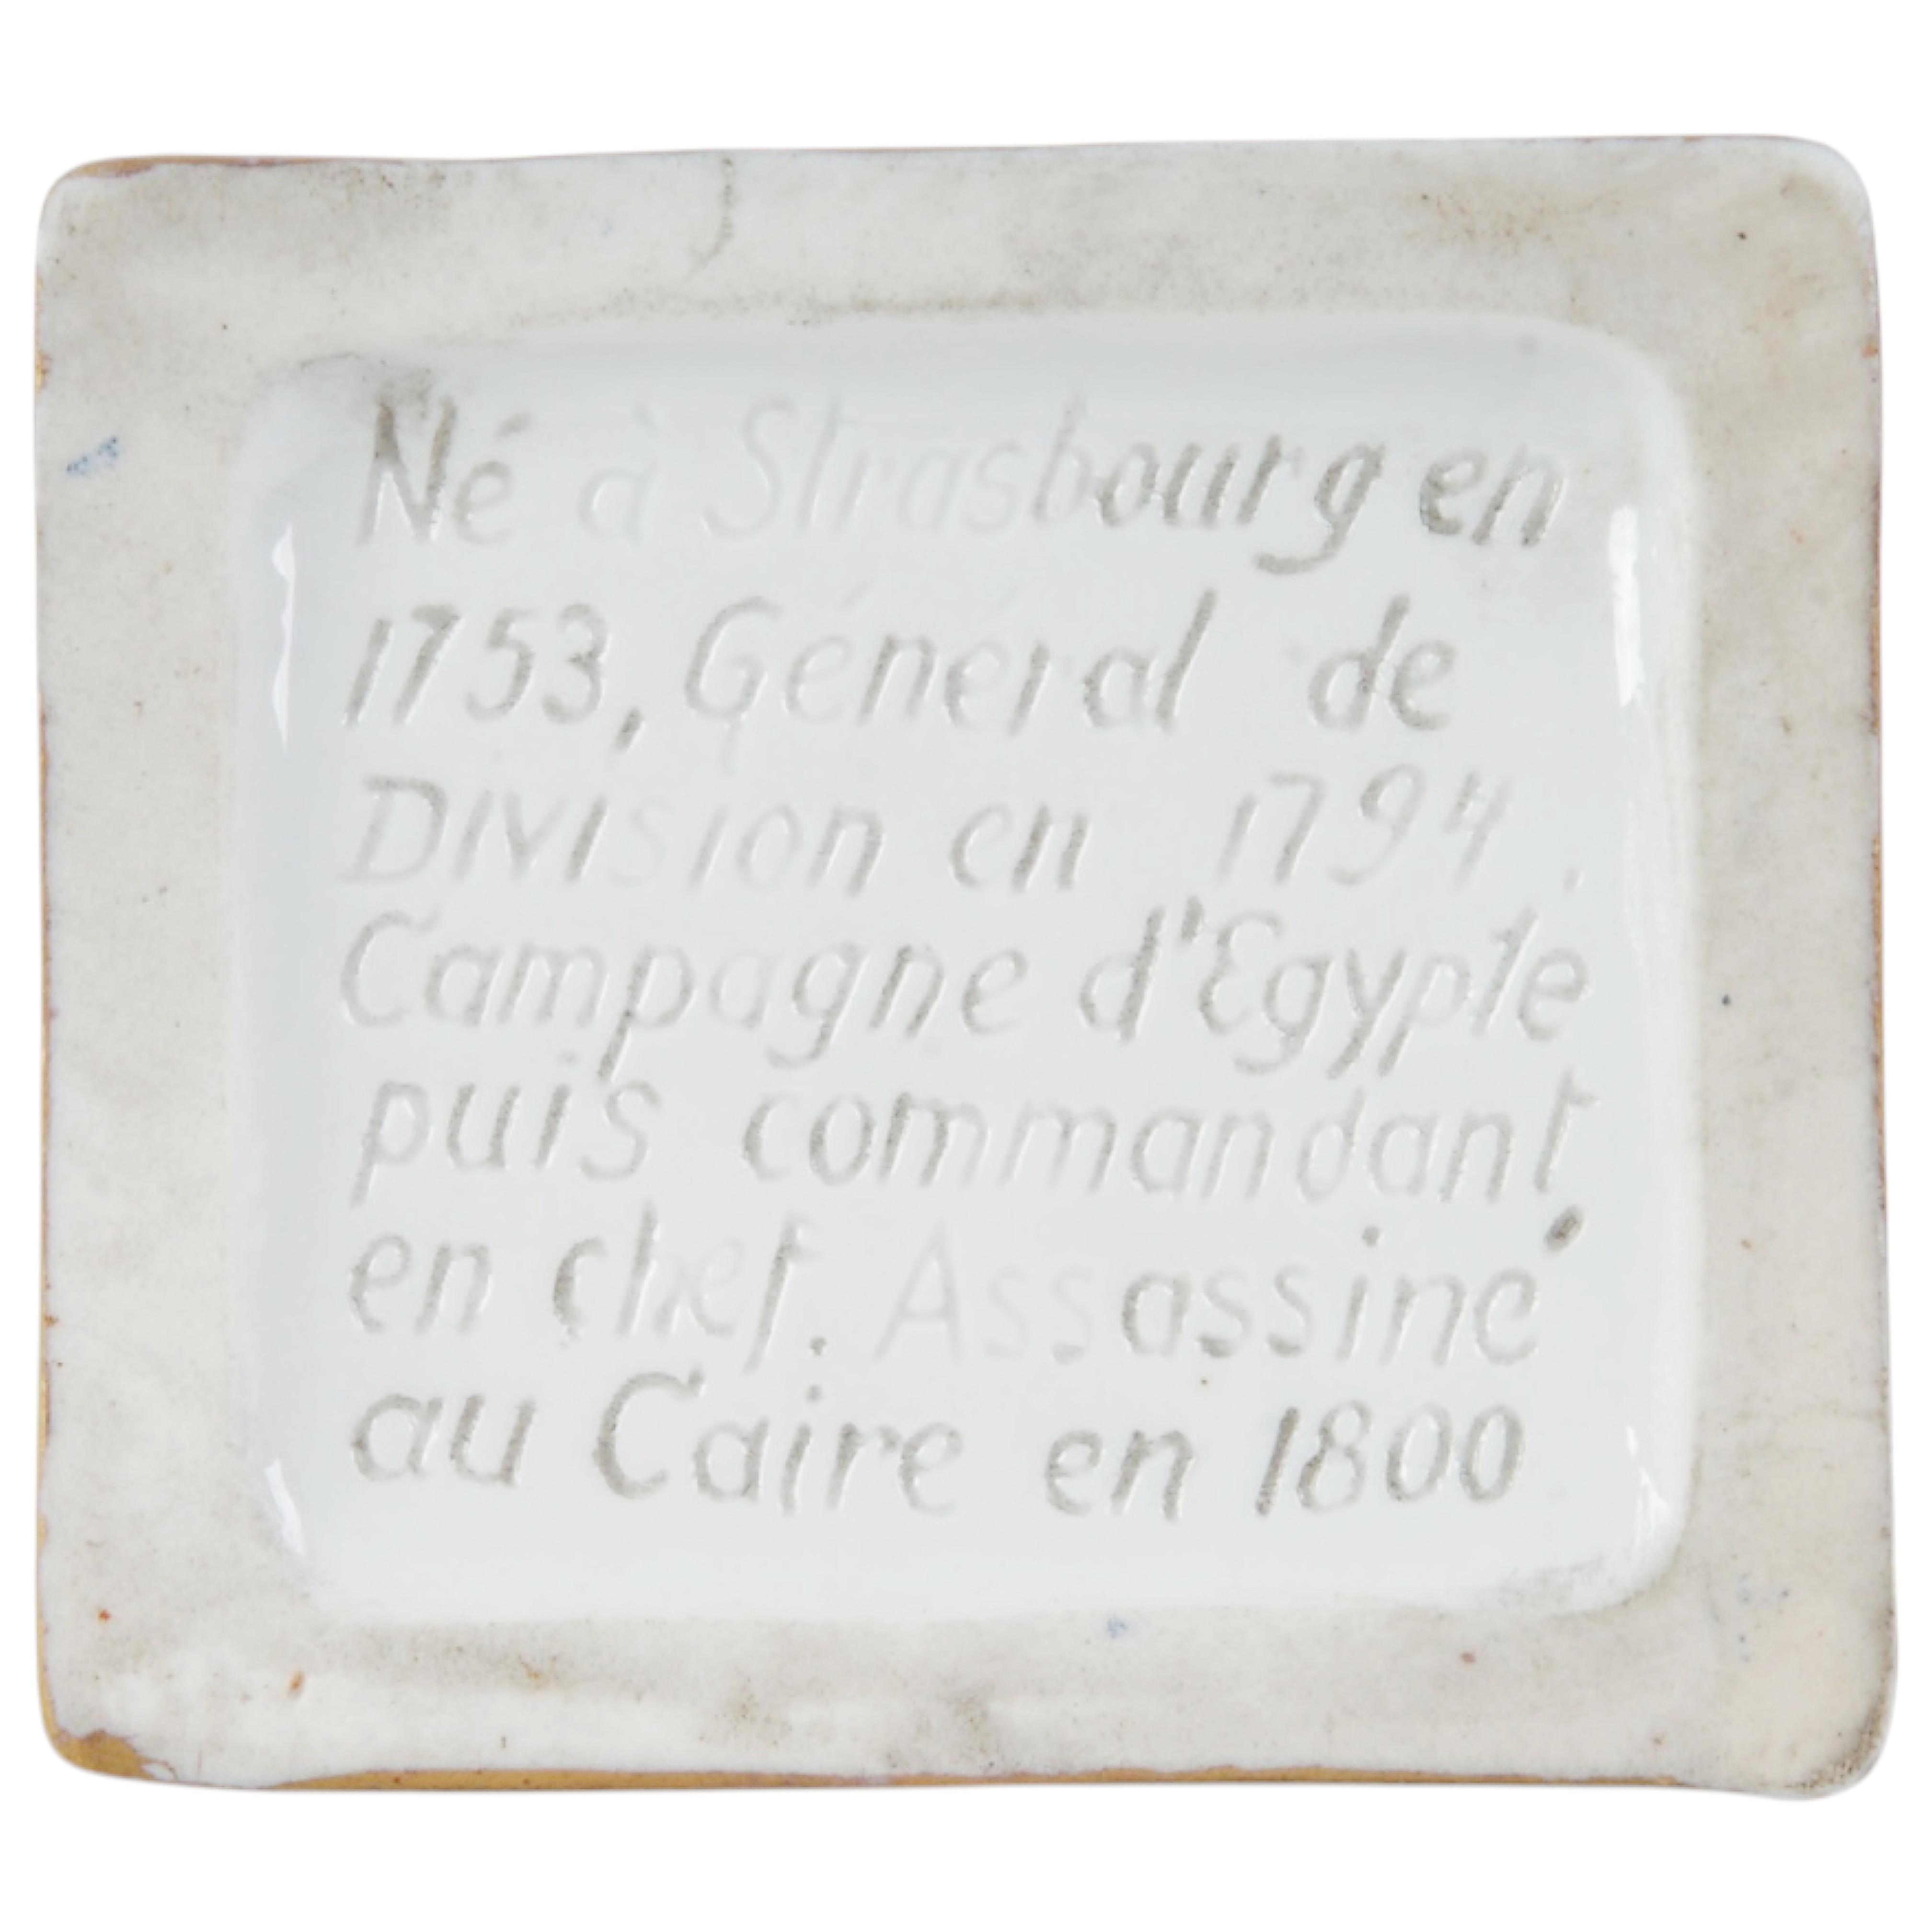 Né à Strasbourg en
1753, Général de
Division en 1794.
Campagne d'Egypte
puis commandant
en chef. Assassiné
au Caire en 1800